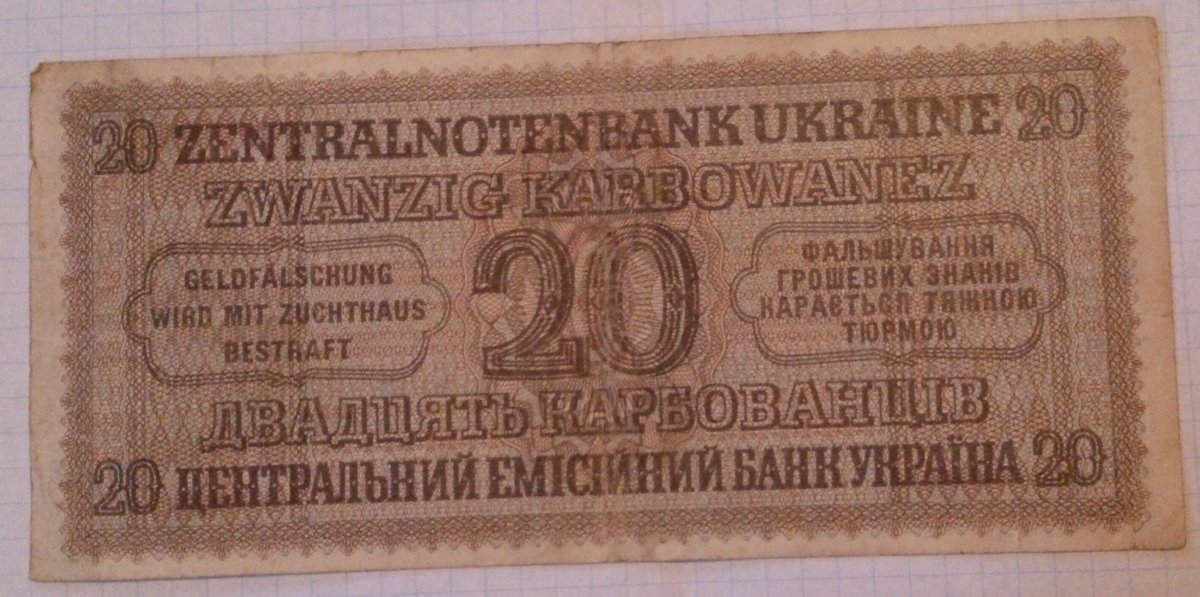 20 ZENTRALNOTENBANK UKRAINE 20
ZWANZIG KARBOWANEZ
GELDFÄLSCHUNG
WIRD MIT ZUCHTHAUS
BESTRAFT
20
ФАЛЬШУВАННЯ
ГРОШЕВИХ ЗНАКІВ
КАРАЄТЬСЯ ТЯЖКОЮ
ТЮРМОЮ
ДВАДЦЯТЬ КАРБОВАНЦІВ
20 ЦЕНТРАЛЬНИЙ ЕМІСІЙНИЙ БАНК УКРАЇНА 20